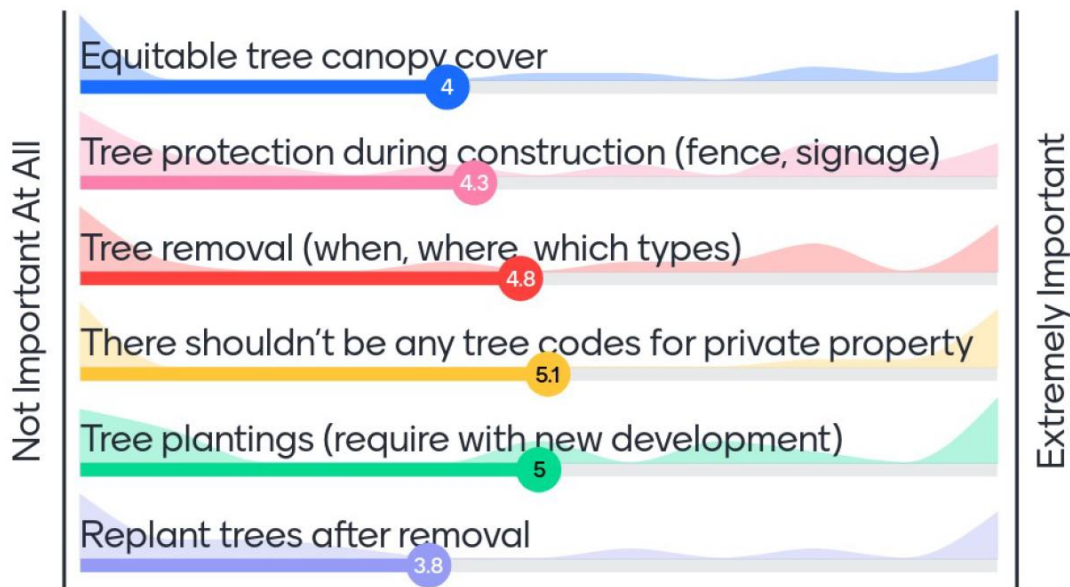 Not Important At All
Equitable tree canopy cover
4
Tree protection during construction (fence, signage)
4.3
Tree removal (when, where, which types)
4.8
There shouldn't be any tree codes for private property
5.1
Tree plantings (require with new development)
5
Replant trees after removal
3.8
Extremely Important